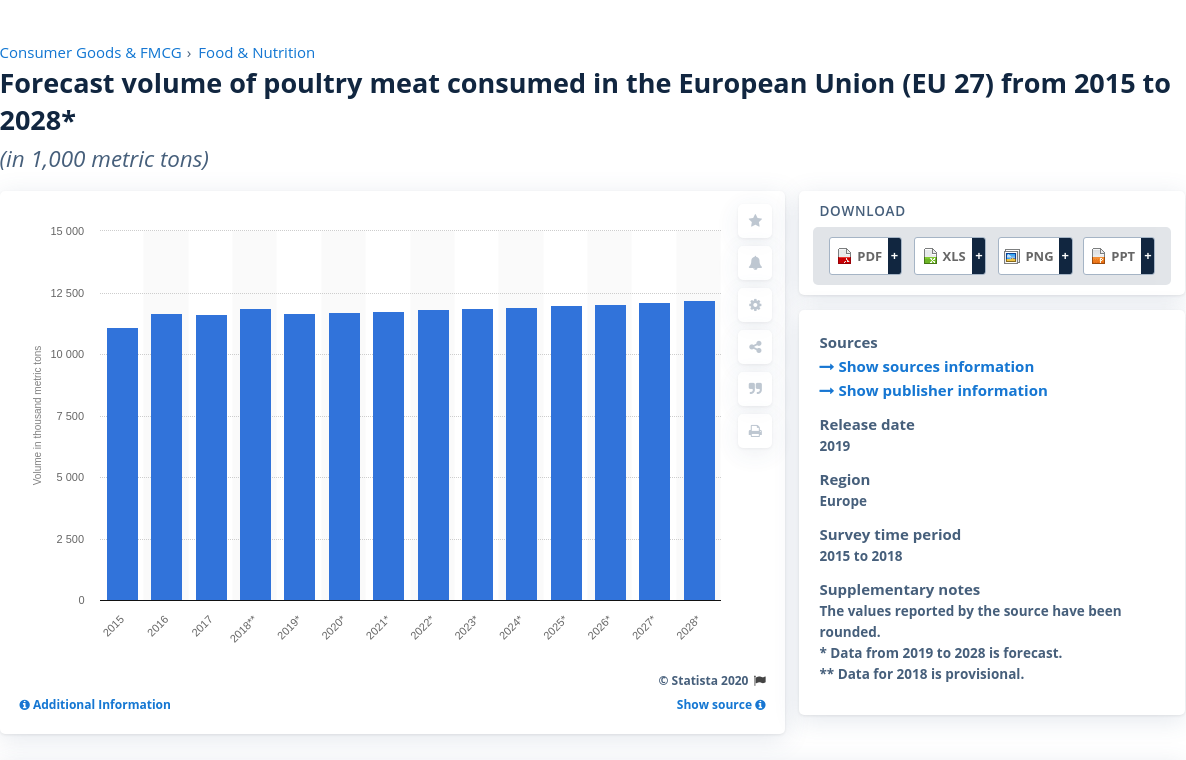 Consumer Goods & FMCG › Food & Nutrition
Forecast volume of poultry meat consumed in the European Union (EU 27) from 2015 to
2028*
(in 1,000 metric tons)
15 000
12 500
10 000
7 500
5 000
2 500
0
Volume in thousand metric tons
2015
2016
2017
2018**
2019*
2020*
2021*
2022*
2023*
2024*
2025*
2026*
2027*
2028*
© Statista 2020
Additional Information
Show source
DOWNLOAD
PDF + XLS + PNG + PPT +
Sources
Show sources information
Show publisher information
Release date
2019
Region
Europe
Survey time period
2015 to 2018
Supplementary notes
The values reported by the source have been
rounded.
* Data from 2019 to 2028 is forecast.
** Data for 2018 is provisional.